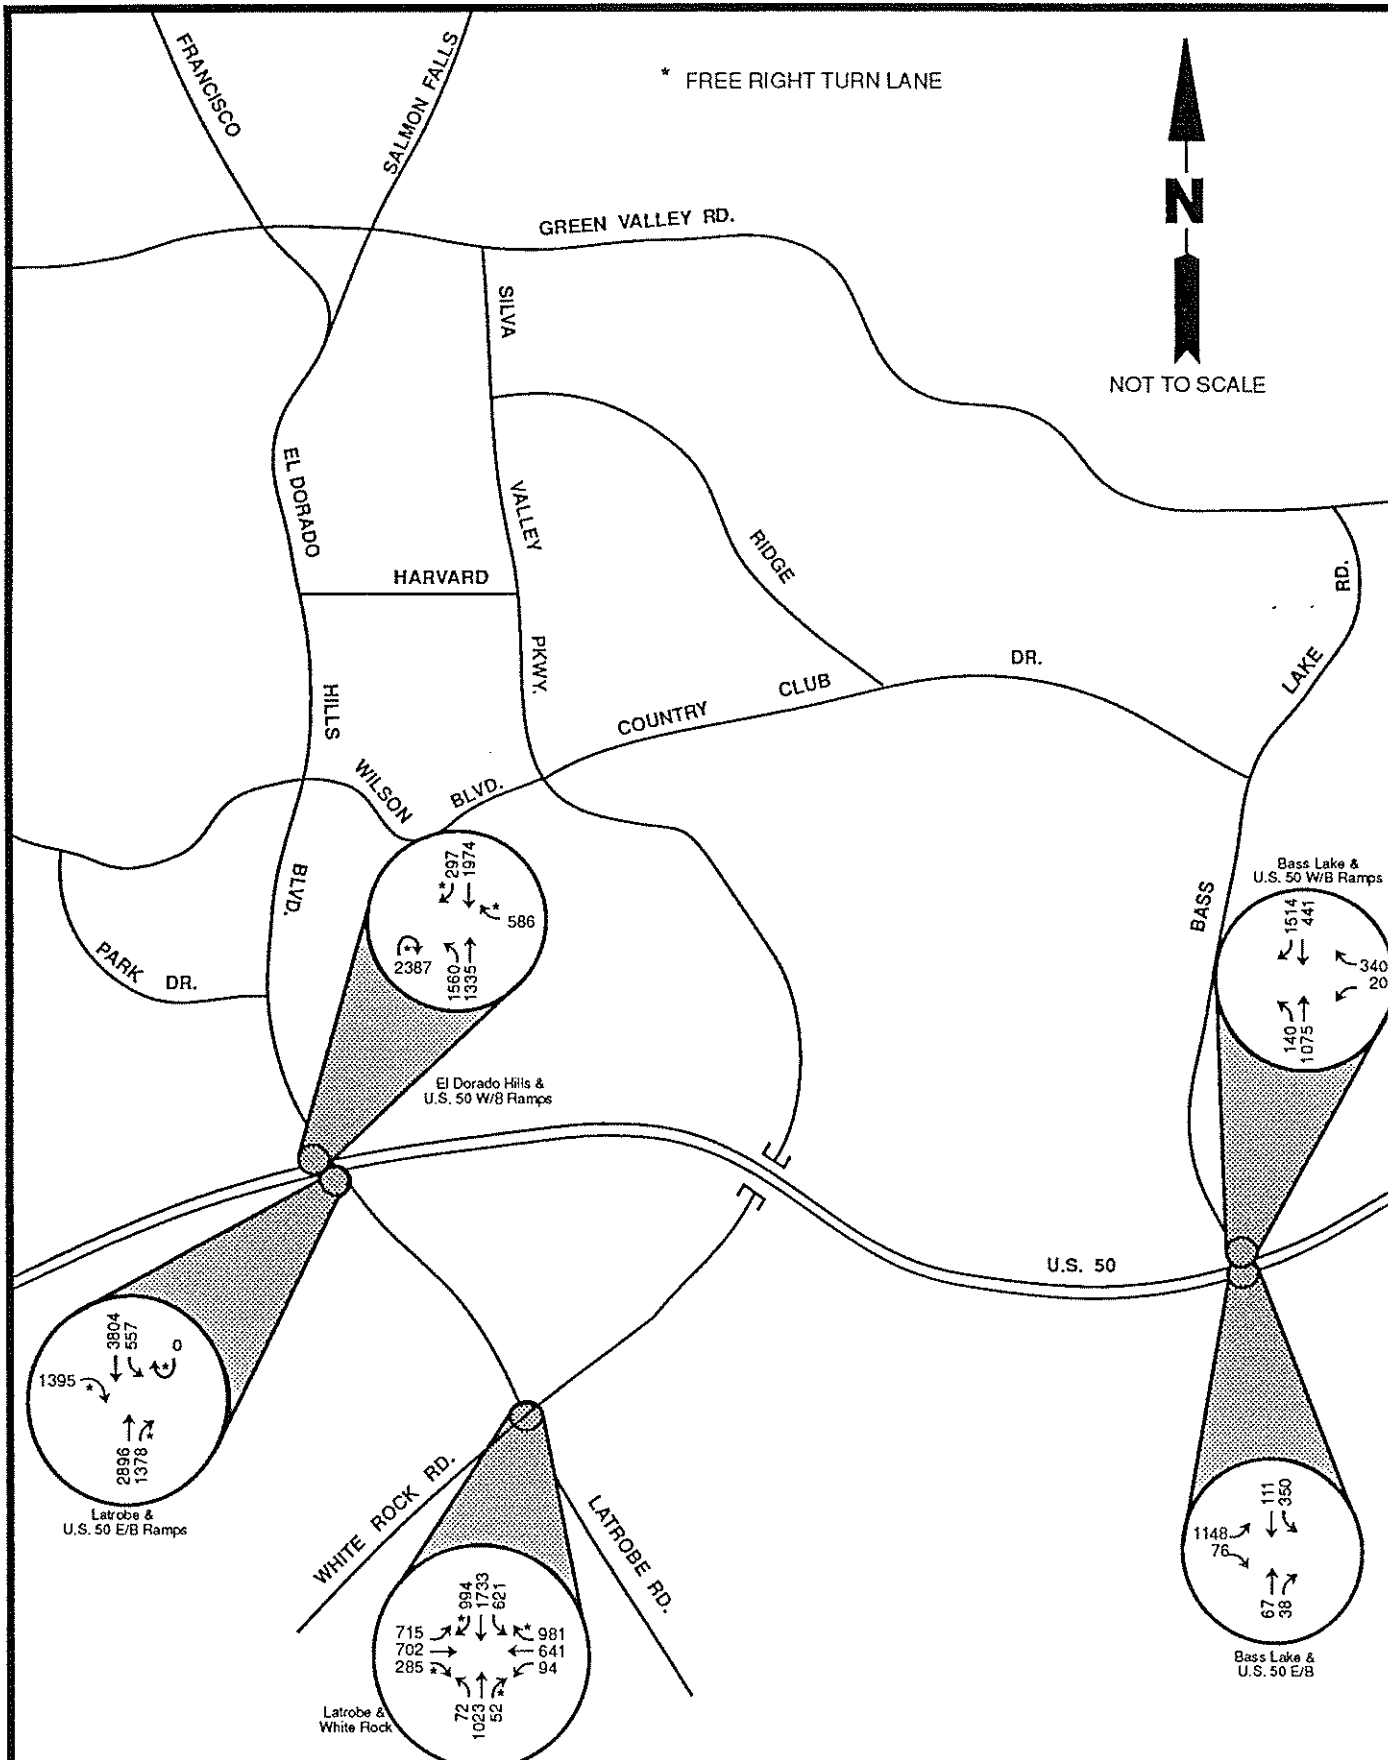 * FREE RIGHT TURN LANE
FRANCISCO
SALMON FALLS
N
NOT TO SCALE
GREEN VALLEY RD.
SILVA
VALLEY
PKWY.
EL DORADO
HILLS
BLVD.
HARVARD
RIDGE
COUNTRY
CLUB
DR.
BASS
LAKE
RD.
WILSON
BLVD.
PARK
DR.
*
297
1974
*
586
*
2387
1560
1335
El Dorado Hills &
U.S. 50 W/B Ramps
Bass Lake &
U.S. 50 W/B Ramps
1514
441
340
20
140
1075
U.S. 50
3804
557
0
*
1395
*
2896
1378
*
Latrobe &
U.S. 50 E/B Ramps
WHITE ROCK RD.
LATROBE RD.
*
994
1733
621
715
702
285
*
*
981
641
94
72
1023
52
*
Latrobe &
White Rock
111
350
1148
76
67
38
Bass Lake &
U.S. 50 E/B